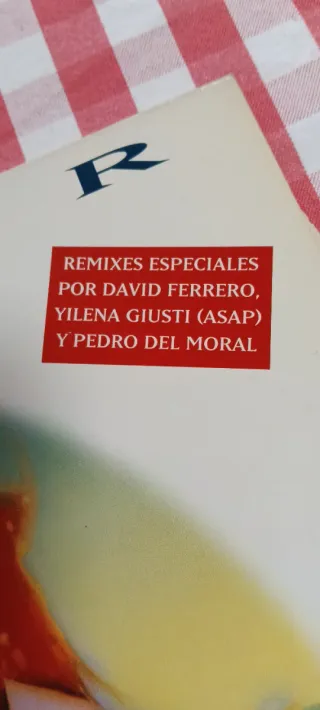 R
REMIXES ESPECIALES
POR DAVID FERRERO,
YILENA GIUSTI (ASAP)
Y PEDRO DEL MORAL